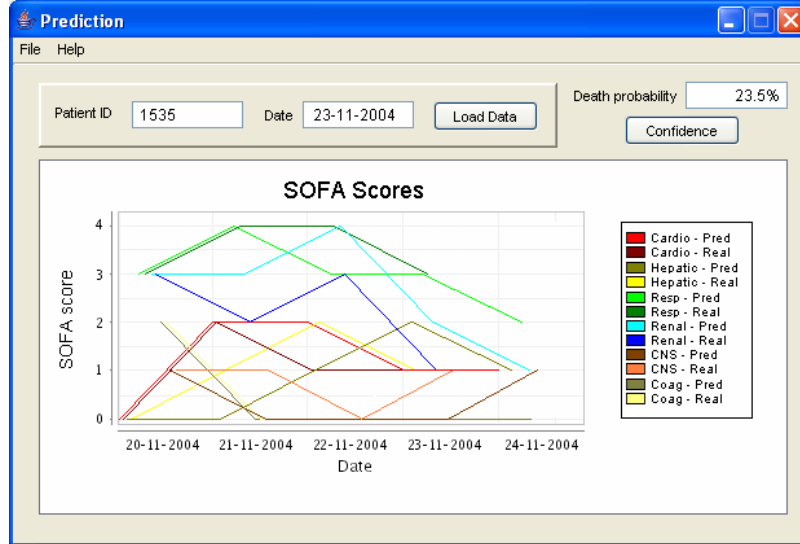 Prediction
File Help
Patient ID 1535 Date 23-11-2004 Load Data
Death probability 23.5%
Confidence
SOFA Scores
SOFA score
4
3
2
1
0
20-11-2004 21-11-2004 22-11-2004 23-11-2004 24-11-2004
Date
Cardio - Pred
Cardio - Real
Hepatic - Pred
Hepatic - Real
Resp - Pred
Resp - Real
Renal - Pred
Renal - Real
CNS - Pred
CNS - Real
Coag - Pred
Coag - Real